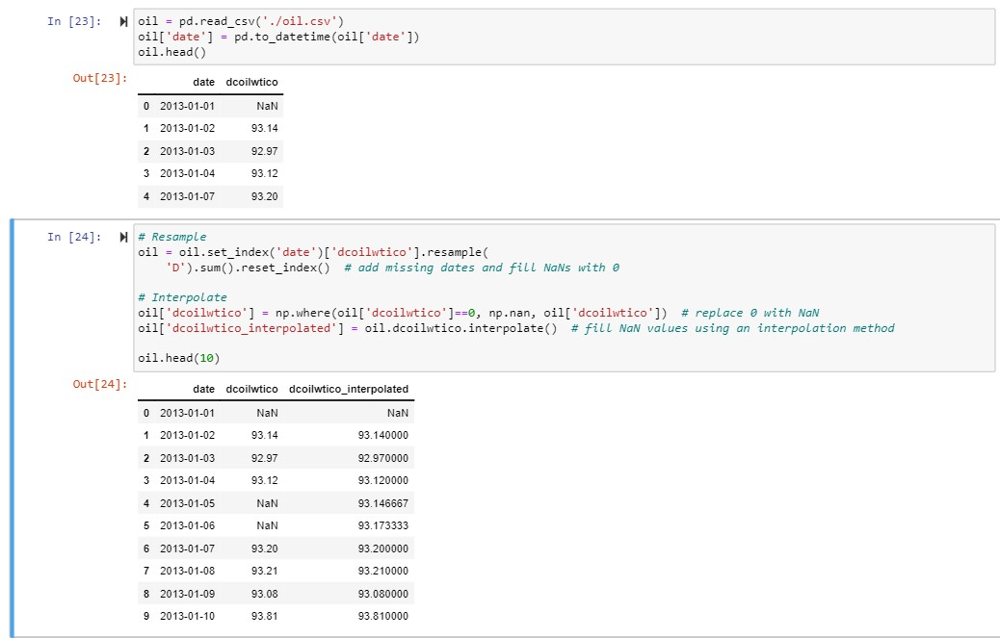 In [23]:
oil = pd.read_csv('./oil.csv')
oil['date'] = pd.to_datetime(oil['date'])
oil.head()
Out[23]:
date dcoilwtico
0 2013-01-01 NaN
1 2013-01-02 93.14
2 2013-01-03 92.97
3 2013-01-04 93.12
4 2013-01-07 93.20
In [24]:
# Resample
oil = oil.set_index('date')['dcoilwtico'].resample(
'D').sum().reset_index() # add missing dates and fill NaNs with 0
# Interpolate
oil['dcoilwtico'] = np.where(oil['dcoilwtico']==0, np.nan, oil['dcoilwtico']) # replace 0 with NaN
oil['dcoilwtico_interpolated'] = oil.dcoilwtico.interpolate() # fill NaN values using an interpolation method
oil.head(10)
Out[24]:
date dcoilwtico dcoilwtico_interpolated
0 2013-01-01 NaN NaN
1 2013-01-02 93.14 93.140000
2 2013-01-03 92.97 92.970000
3 2013-01-04 93.12 93.120000
4 2013-01-05 NaN 93.146667
5 2013-01-06 NaN 93.173333
6 2013-01-07 93.20 93.200000
7 2013-01-08 93.21 93.210000
8 2013-01-09 93.08 93.080000
9 2013-01-10 93.81 93.810000